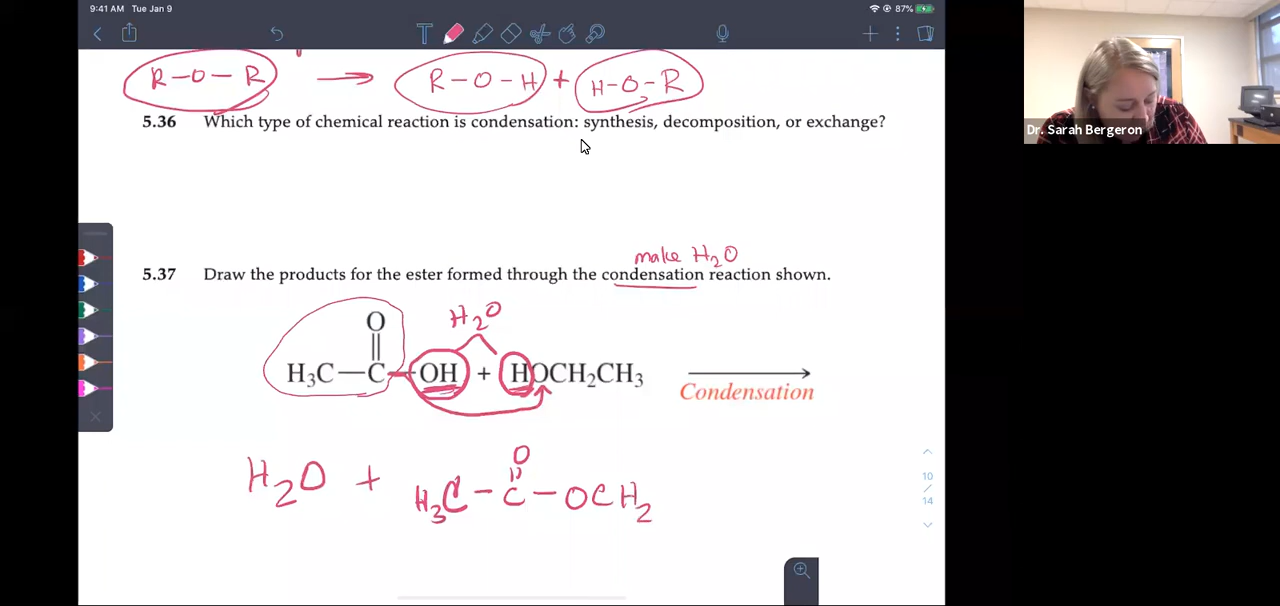 9:41 AM Tue Jan 9
87%
R-O-R → R-O-H + H-O-R
5.36 Which type of chemical reaction is condensation: synthesis, decomposition, or exchange?
make H₂O
5.37 Draw the products for the ester formed through the condensation reaction shown.
H₂O
O
H₃C—C—OH + HOCH₂CH₃
Condensation
O
H₂O + H₃C-C-OCH₂
10
14
Dr. Sarah Bergeron